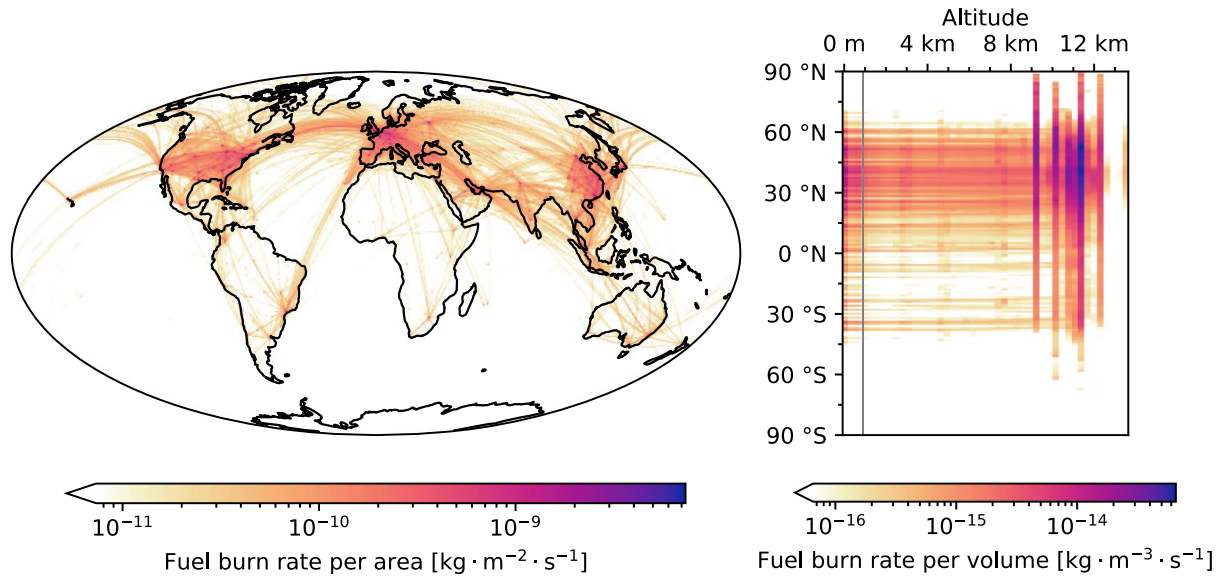 Altitude
0 m 4 km 8 km 12 km
90 °N
60 °N
30 °N
0 °N
30 °S
60 °S
90 °S
10⁻¹¹ 10⁻¹⁰ 10⁻⁹
Fuel burn rate per area [kg · m⁻² · s⁻¹]
10⁻¹⁶ 10⁻¹⁵ 10⁻¹⁴
Fuel burn rate per volume [kg · m⁻³ · s⁻¹]